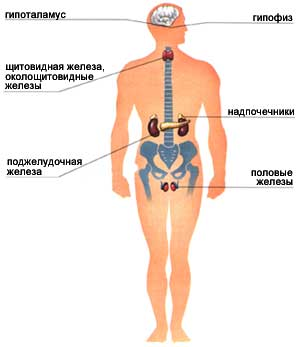 гипоталамус
гипофиз
щитовидная железа,
околощитовидные
железы
надпочечники
поджелудочная
железа
половые
железы